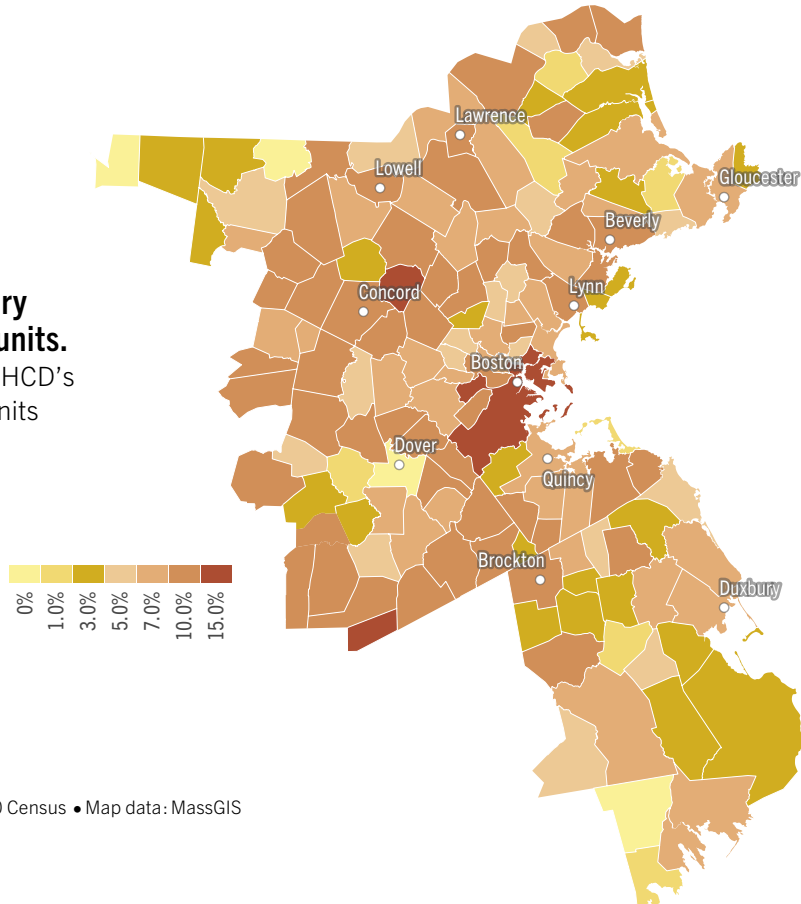 Lawrence
Lowell
Gloucester
Beverly
Concord
Lynn
ry
units.
HCD's
nits
Boston
Dover
Quincy
Brockton
Duxbury
0%
1.0%
3.0%
5.0%
7.0%
10.0%
15.0%
0 Census • Map data: MassGIS